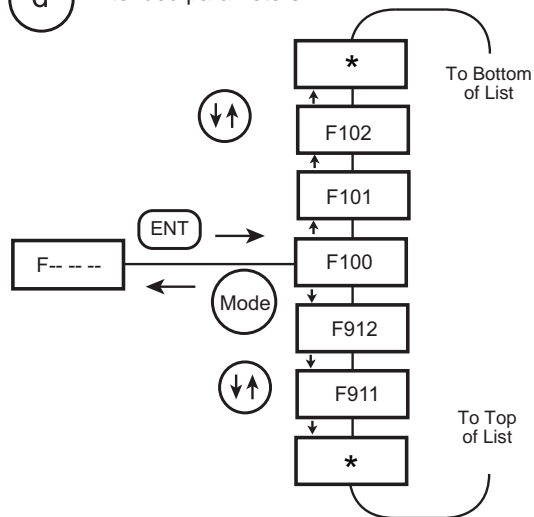 *
To Bottom
of List
F102
F101
ENT
F-- -- --
F100
Mode
F912
F911
To Top
of List
*